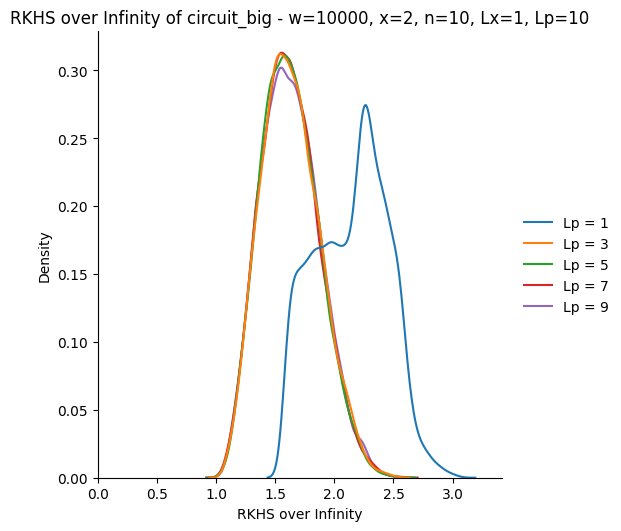 RKHS over Infinity of circuit_big - w=10000, x=2, n=10, Lx=1, Lp=10
0.30
0.25
0.20
0.15
0.10
0.05
0.00
Density
0.0 0.5 1.0 1.5 2.0 2.5 3.0
RKHS over Infinity
Lp = 1
Lp = 3
Lp = 5
Lp = 7
Lp = 9